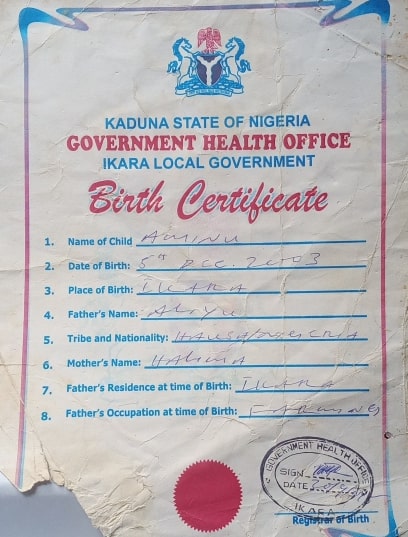 KADUNA STATE OF NIGERIA
GOVERNMENT HEALTH OFFICE
IKARA LOCAL GOVERNMENT
Birth Certificate
1. Name of Child AMINU
2. Date of Birth: 5th DEC. 2003
3. Place of Birth: IKARA
4. Father's Name: Aliyu
5. Tribe and Nationality: HAUSA/NIGERIA
6. Mother's Name: Halima
7. Father's Residence at time of Birth: IKARA
8. Father's Occupation at time of Birth: FARMING
GOVERNMENT HEALTH OFFICE
SIGN
DATE
IKARA
Registrar of Birth